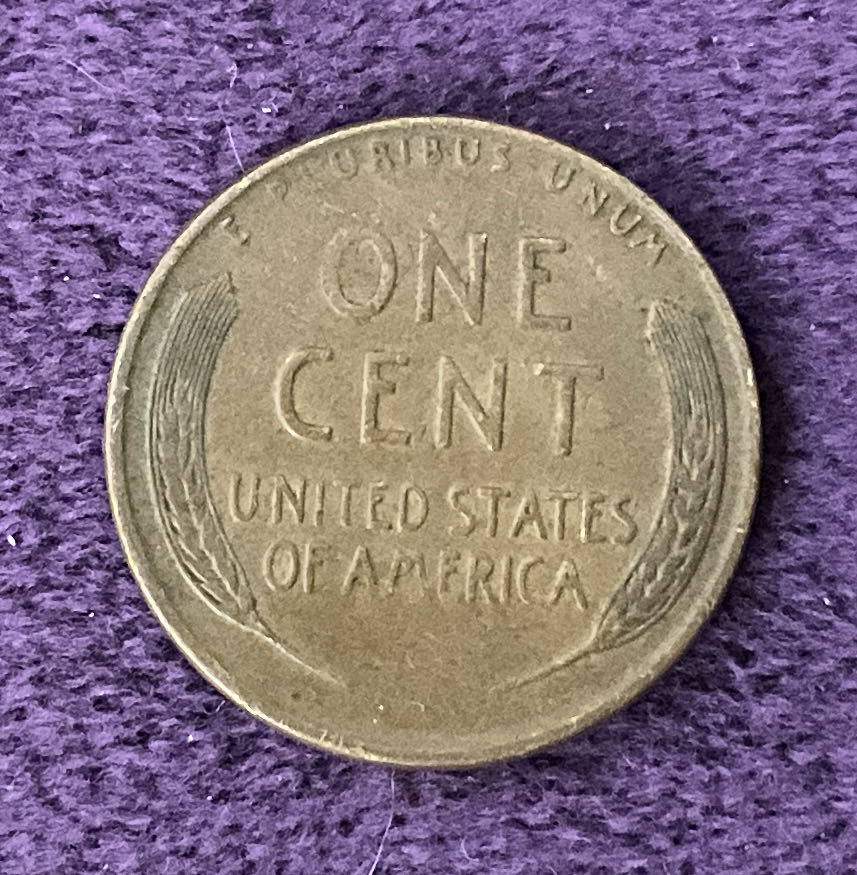 E PLURIBUS UNUM
ONE
CENT
UNITED STATES
OF AMERICA